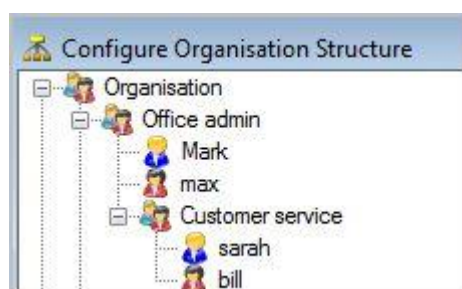 Configure Organisation Structure
Organisation
Office admin
Mark
max
Customer service
sarah
bill